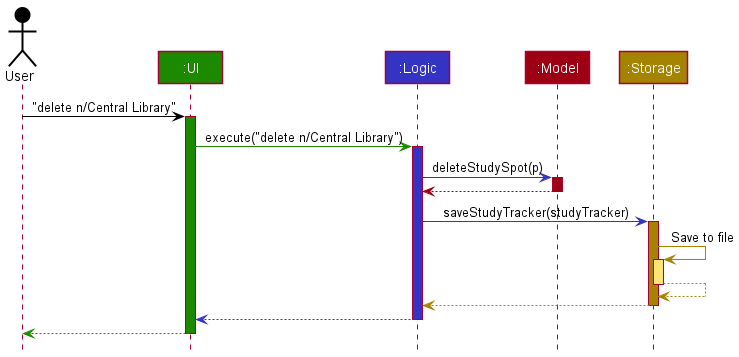 User
:UI
:Logic
:Model
:Storage
"delete n/Central Library"
execute("delete n/Central Library")
deleteStudySpot(p)
saveStudyTracker(studyTracker)
Save to file